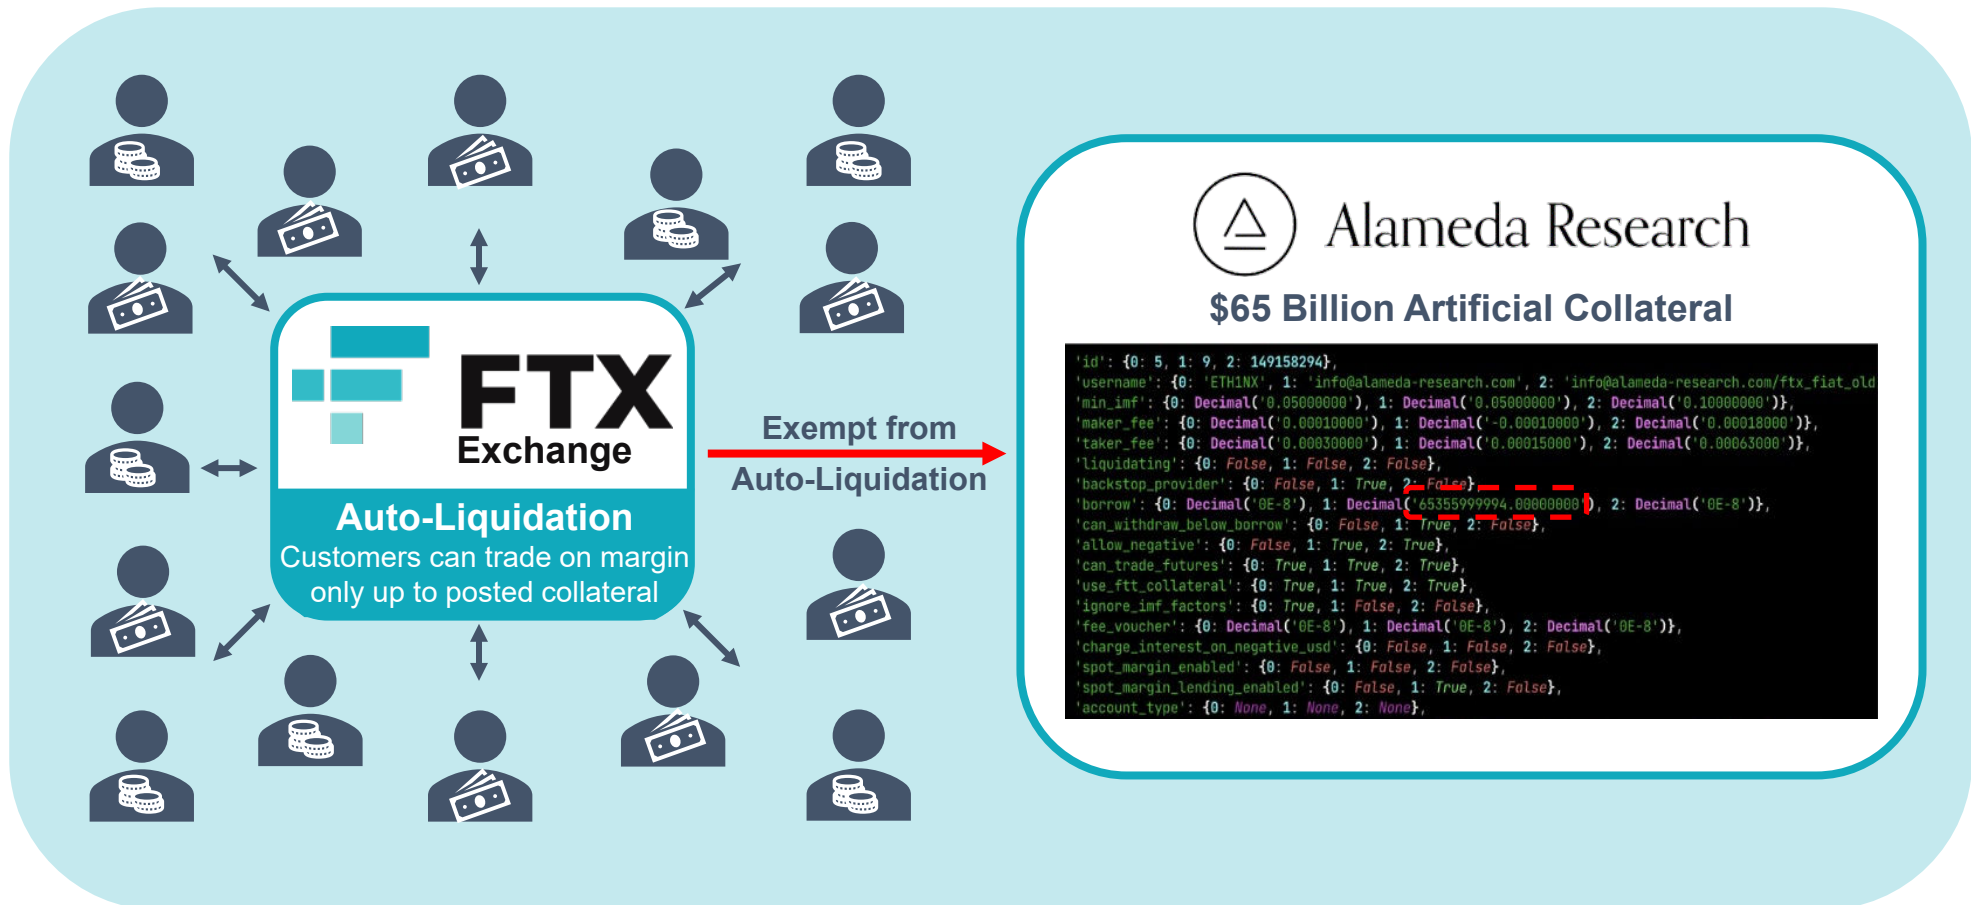 FTX
Exchange
Auto-Liquidation
Customers can trade on margin
only up to posted collateral
Exempt from
Auto-Liquidation
Alameda Research
$65 Billion Artificial Collateral
'id': {0: 5, 1: 9, 2: 149158294},
'username': {0: 'ETH1NX', 1: 'info@alameda-research.com', 2: 'info@alameda-research.com/ftx_fiat_old
'min_imf': {0: Decimal('0.05000000'), 1: Decimal('0.05000000'), 2: Decimal('0.10000000')},
'maker_fee': {0: Decimal('0.00010000'), 1: Decimal('-0.00010000'), 2: Decimal('0.00018000')},
'taker_fee': {0: Decimal('0.00030000'), 1: Decimal('0.00015000'), 2: Decimal('0.00063000')},
'liquidating': {0: False, 1: False, 2: False},
'backstop_provider': {0: False, 1: True, 2: False},
'borrow': {0: Decimal('0E-8'), 1: Decimal('65355999994.00000000'), 2: Decimal('0E-8')},
'can_withdraw_below_borrow': {0: False, 1: True, 2: False},
'allow_negative': {0: False, 1: True, 2: True},
'can_trade_futures': {0: True, 1: True, 2: True},
'use_ftt_collateral': {0: True, 1: True, 2: True},
'ignore_imf_factors': {0: True, 1: False, 2: False},
'fee_voucher': {0: Decimal('0E-8'), 1: Decimal('0E-8'), 2: Decimal('0E-8')},
'charge_interest_on_negative_usd': {0: False, 1: False, 2: False},
'spot_margin_enabled': {0: False, 1: False, 2: False},
'spot_margin_lending_enabled': {0: False, 1: True, 2: False},
'account_type': {0: None, 1: None, 2: None},